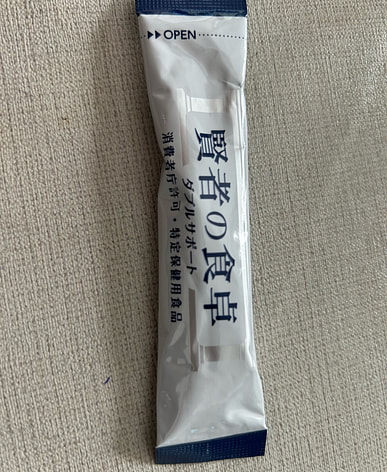 ▸▸OPEN
賢者の食卓
ダブルサポート
消費者庁許可・特定保健用食品